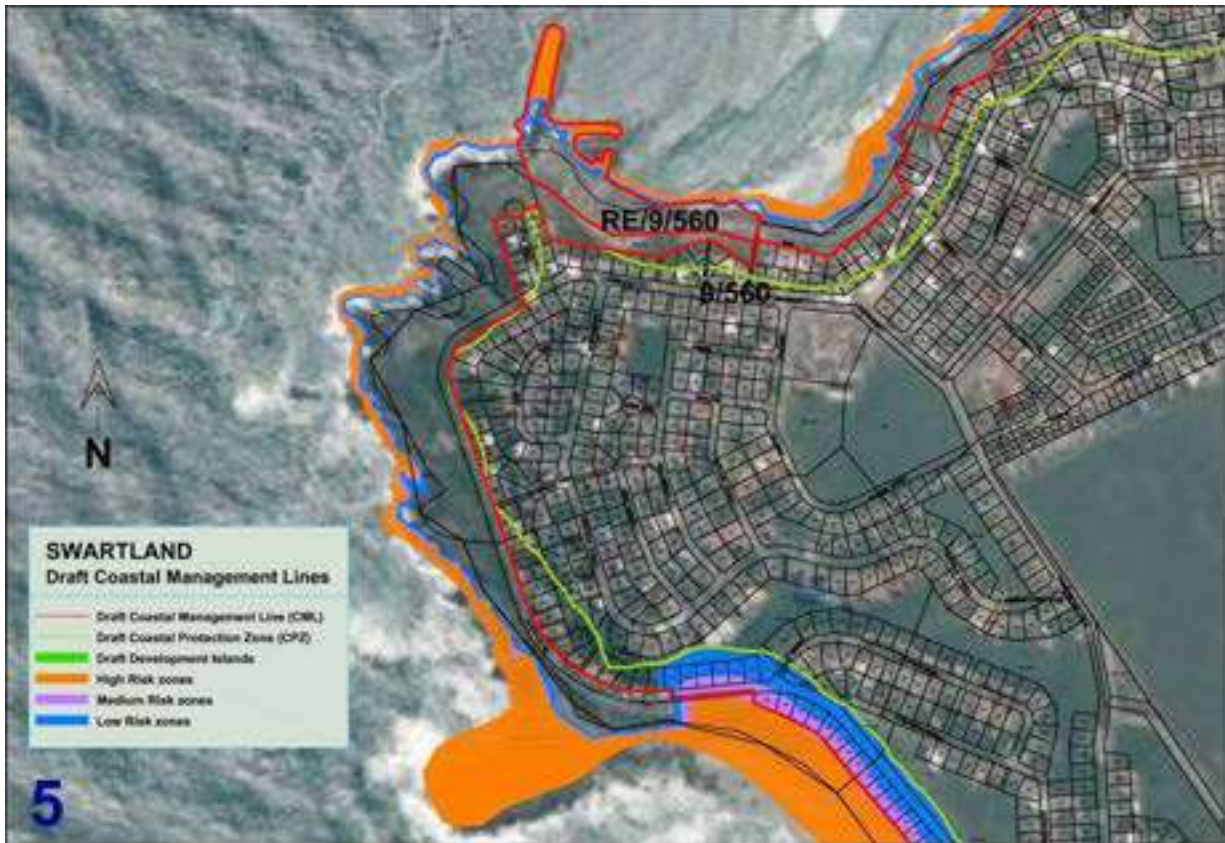 RE/9/560
9/560
N
SWARTLAND
Draft Coastal Management Lines
Draft Coastal Management Line (CML)
Draft Coastal Protection Zone (CPZ)
Draft Development Islands
High Risk zones
Medium Risk zones
Low Risk zones
5